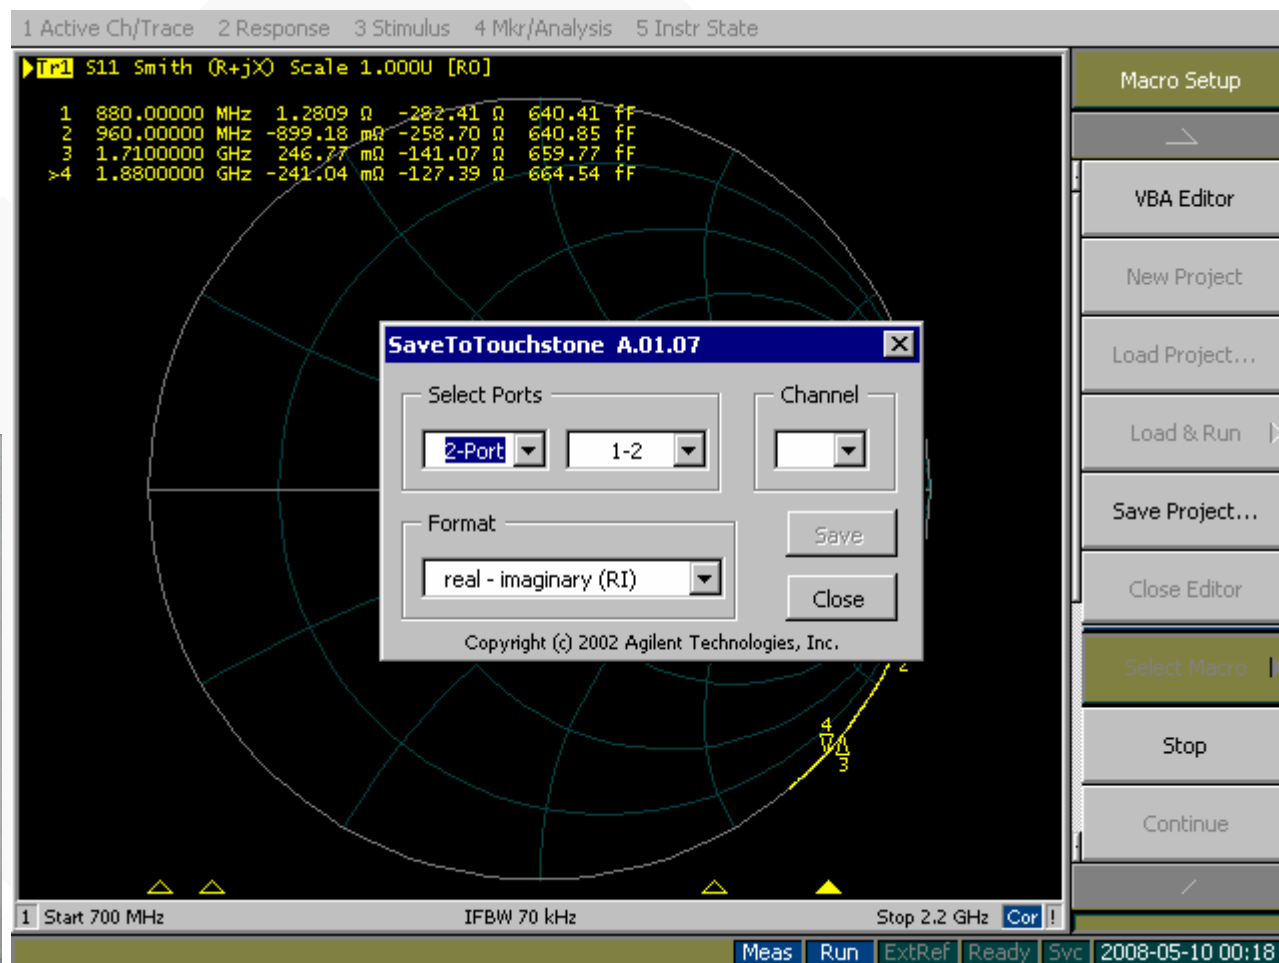 1 Active Ch/Trace 2 Response 3 Stimulus 4 Mkr/Analysis 5 Instr State
Tr1 S11 Smith (R+jX) Scale 1.000U [R0]
1 880.00000 MHz 1.2809 Ω -282.41 Ω 640.41 fF
2 960.00000 MHz -899.18 mΩ -258.70 Ω 640.85 fF
3 1.7100000 GHz 246.77 mΩ -141.07 Ω 659.77 fF
>4 1.8800000 GHz -241.04 mΩ -127.39 Ω 664.54 fF
SaveToTouchstone A.01.07
Select Ports
Channel
2-Port
1-2
Format
Save
real - imaginary (RI)
Close
Copyright (c) 2002 Agilent Technologies, Inc.
2
4
3
1 Start 700 MHz IFBW 70 kHz Stop 2.2 GHz Cor !
Macro Setup
VBA Editor
New Project
Load Project...
Load & Run
Save Project...
Close Editor
Select Macro
Stop
Continue
Meas Run ExtRef Ready Svc 2008-05-10 00:18